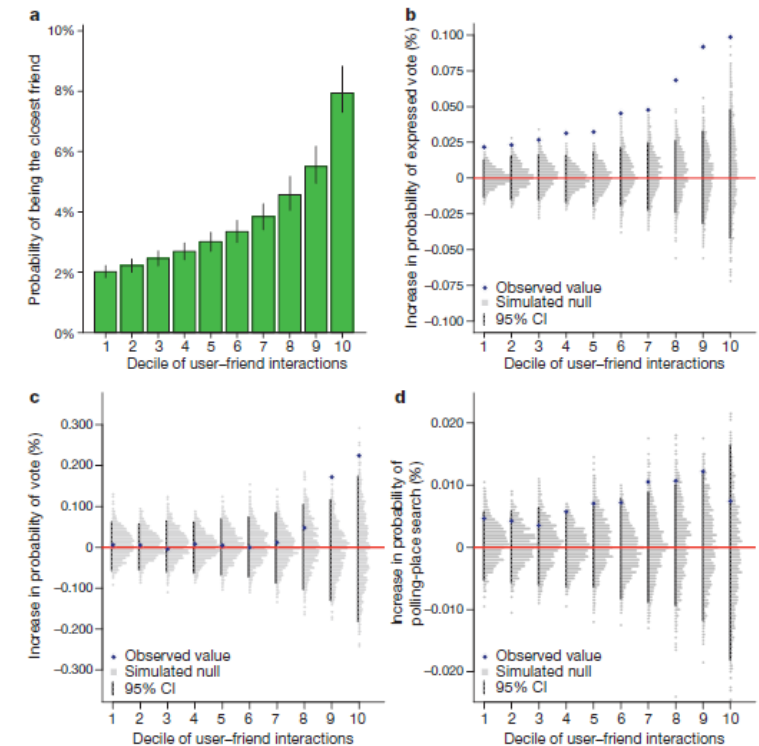 a
10%
8%
6%
4%
2%
0%
Probability of being the closest friend
1 2 3 4 5 6 7 8 9 10
Decile of user–friend interactions
b
0.100
0.075
0.050
0.025
0
–0.025
–0.050
–0.075
–0.100
Increase in probability of expressed vote (%)
Observed value
Simulated null
95% CI
1 2 3 4 5 6 7 8 9 10
Decile of user–friend interactions
c
0.300
0.200
0.100
0
–0.100
–0.200
–0.300
Increase in probability of vote (%)
Observed value
Simulated null
95% CI
1 2 3 4 5 6 7 8 9 10
Decile of user–friend interactions
d
0.020
0.010
0
–0.010
–0.020
Increase in probability of
polling-place search (%)
Observed value
Simulated null
95% CI
1 2 3 4 5 6 7 8 9 10
Decile of user–friend interactions